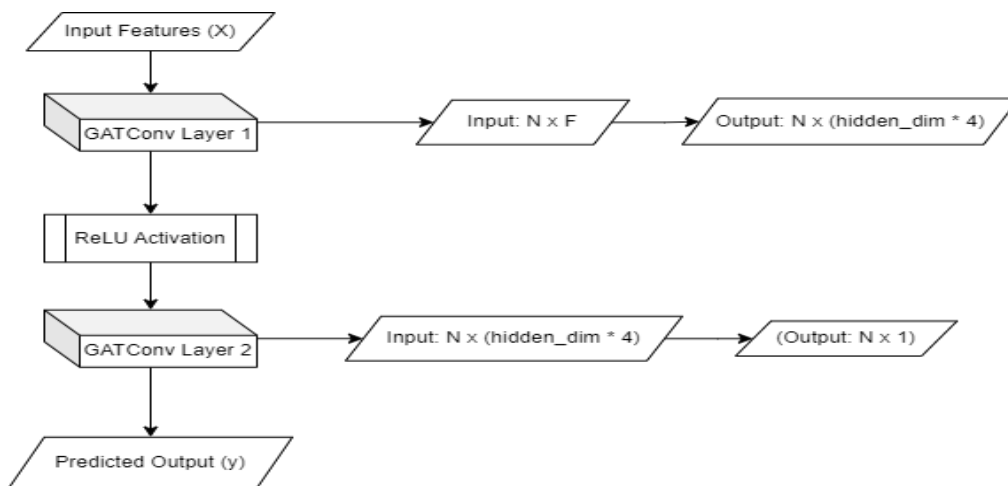 Input Features (X)
GATConv Layer 1
Input: N x F
Output: N x (hidden_dim * 4)
ReLU Activation
GATConv Layer 2
Input: N x (hidden_dim * 4)
(Output: N x 1)
Predicted Output (y)